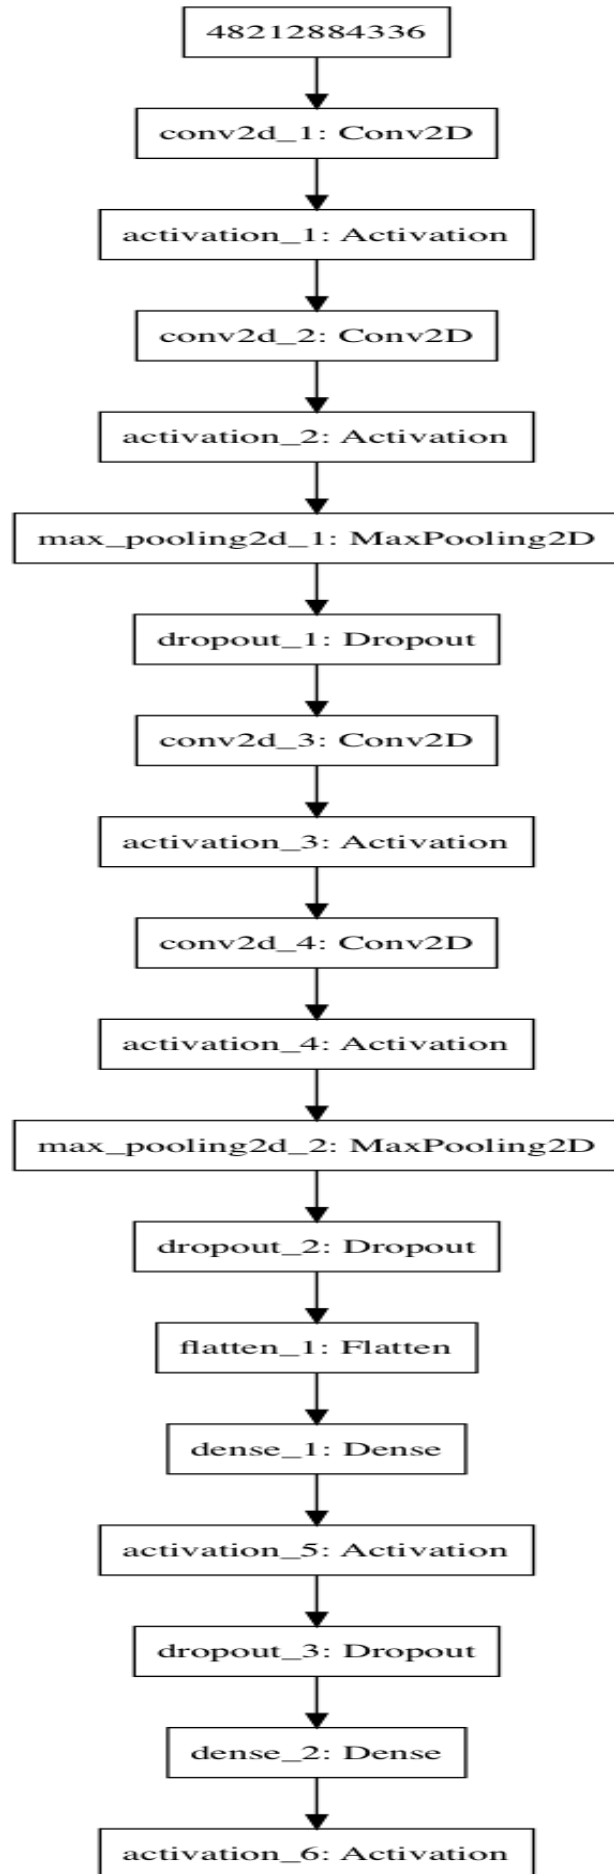 48212884336
conv2d_1: Conv2D
activation_1: Activation
conv2d_2: Conv2D
activation_2: Activation
max_pooling2d_1: MaxPooling2D
dropout_1: Dropout
conv2d_3: Conv2D
activation_3: Activation
conv2d_4: Conv2D
activation_4: Activation
max_pooling2d_2: MaxPooling2D
dropout_2: Dropout
flatten_1: Flatten
dense_1: Dense
activation_5: Activation
dropout_3: Dropout
dense_2: Dense
activation_6: Activation